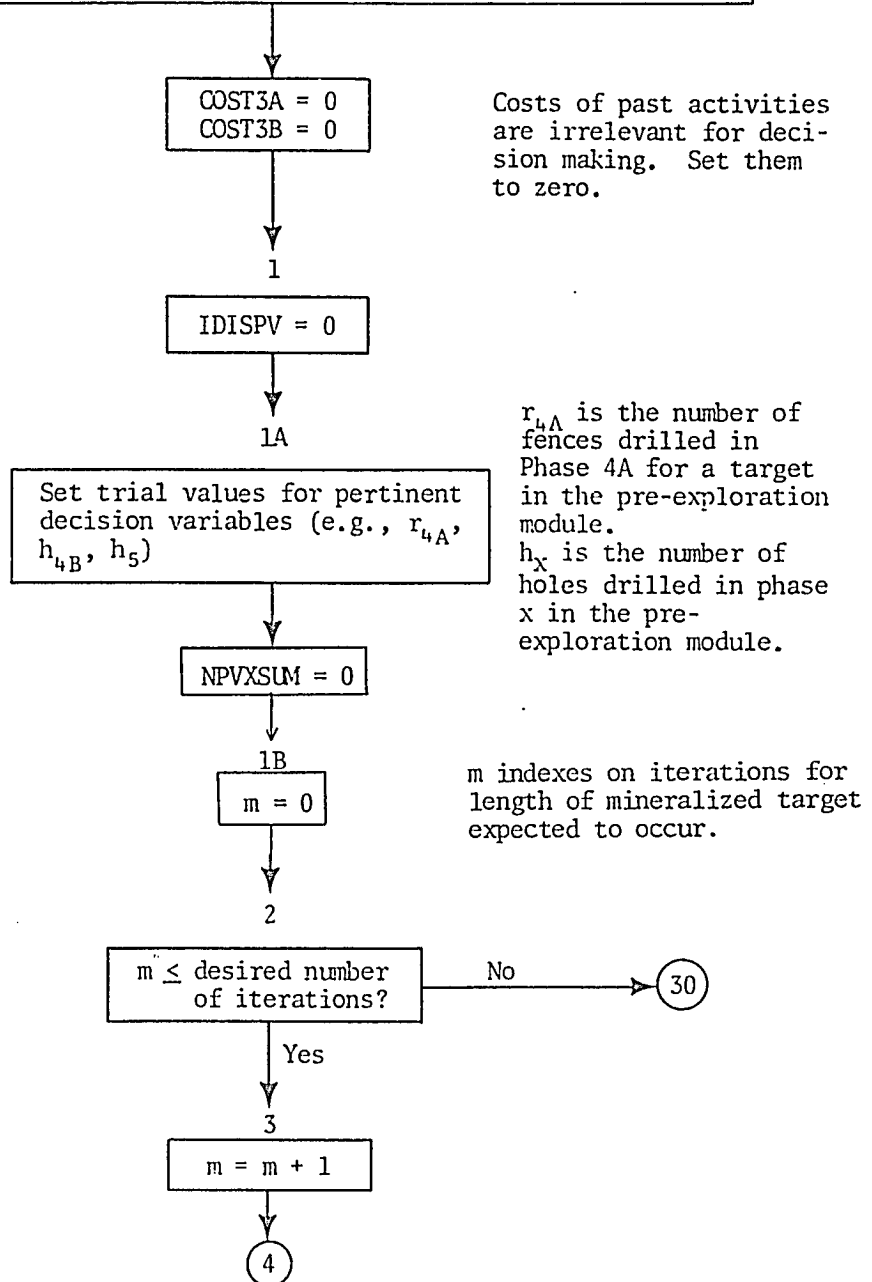 COST3A = 0
COST3B = 0
Costs of past activities
are irrelevant for deci-
sion making. Set them
to zero.
1
IDISPV = 0
1A
Set trial values for pertinent
decision variables (e.g., r₄A,
h₄B, h₅)
r₄A is the number of
fences drilled in
Phase 4A for a target
in the pre-exploration
module.
hx is the number of
holes drilled in phase
x in the pre-
exploration module.
NPVXSUM = 0
1B
m = 0
m indexes on iterations for
length of mineralized target
expected to occur.
2
m ≤ desired number
of iterations?
No
30
Yes
3
m = m + 1
4